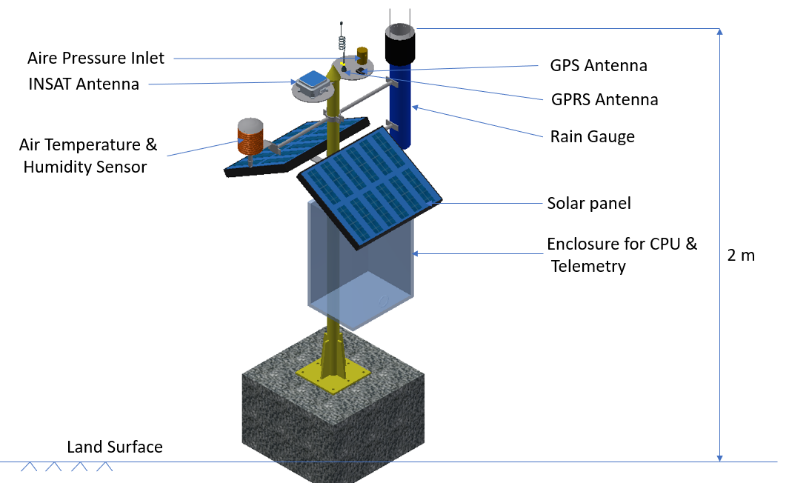 Aire Pressure Inlet
INSAT Antenna
Air Temperature &
Humidity Sensor
GPS Antenna
GPRS Antenna
Rain Gauge
Solar panel
Enclosure for CPU &
Telemetry
2 m
Land Surface